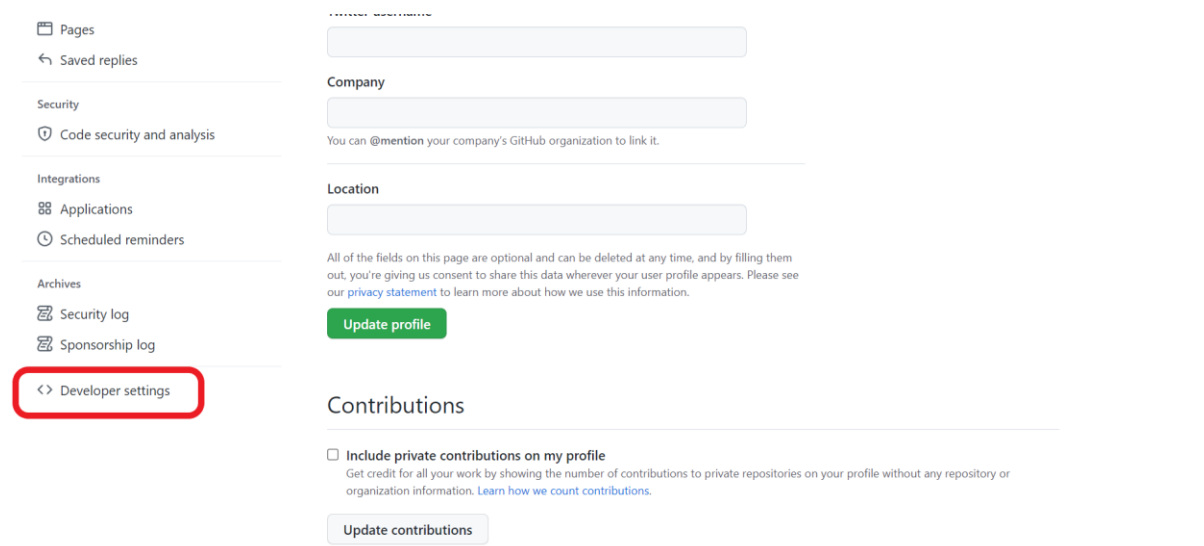 Pages
Saved replies
Security
Code security and analysis
Integrations
Applications
Scheduled reminders
Archives
Security log
Sponsorship log
Developer settings
Twitter username
Company
You can @mention your company's GitHub organization to link it.
Location
All of the fields on this page are optional and can be deleted at any time, and by filling them
out, you're giving us consent to share this data wherever your user profile appears. Please see
our privacy statement to learn more about how we use this information.
Update profile
Contributions
Include private contributions on my profile
Get credit for all your work by showing the number of contributions to private repositories on your profile without any repository or
organization information. Learn how we count contributions.
Update contributions